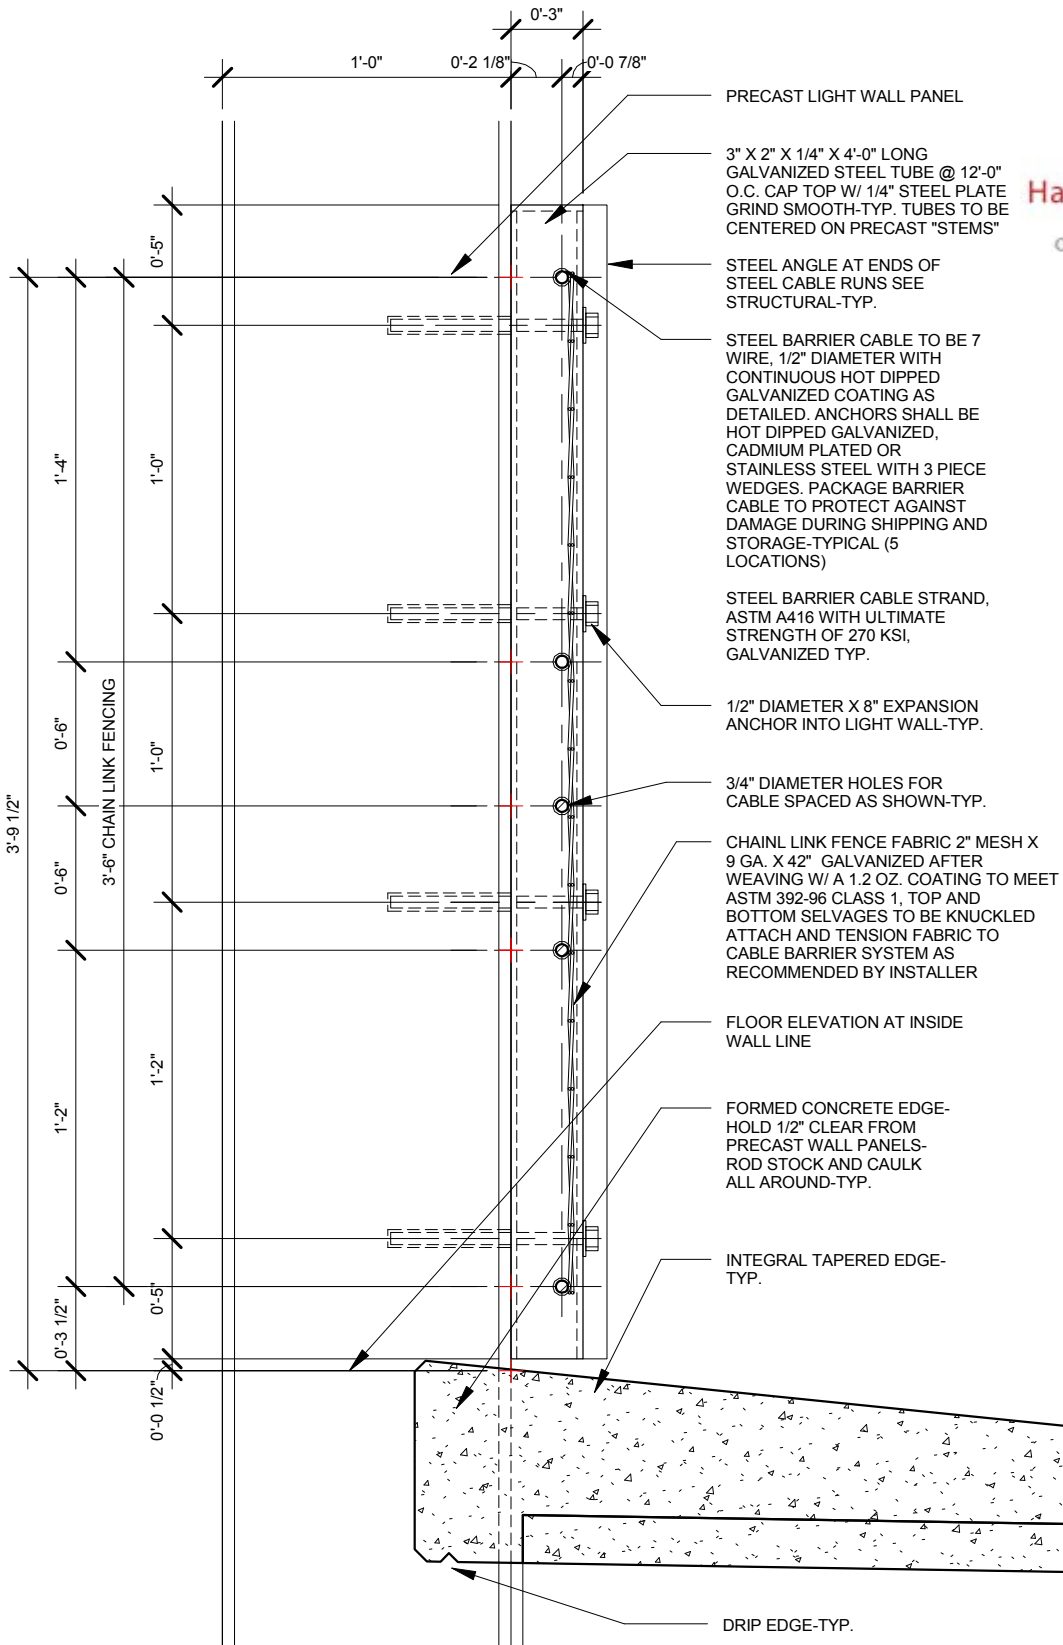 0'-3"
1'-0"
0'-2 1/8"
0'-0 7/8"
PRECAST LIGHT WALL PANEL
3" X 2" X 1/4" X 4'-0" LONG
GALVANIZED STEEL TUBE @ 12'-0"
O.C. CAP TOP W/ 1/4" STEEL PLATE
GRIND SMOOTH-TYP. TUBES TO BE
CENTERED ON PRECAST "STEMS"
Ha
STEEL ANGLE AT ENDS OF
STEEL CABLE RUNS SEE
STRUCTURAL-TYP.
STEEL BARRIER CABLE TO BE 7
WIRE, 1/2" DIAMETER WITH
CONTINUOUS HOT DIPPED
GALVANIZED COATING AS
DETAILED. ANCHORS SHALL BE
HOT DIPPED GALVANIZED,
CADMIUM PLATED OR
STAINLESS STEEL WITH 3 PIECE
WEDGES. PACKAGE BARRIER
CABLE TO PROTECT AGAINST
DAMAGE DURING SHIPPING AND
STORAGE-TYPICAL (5
LOCATIONS)
STEEL BARRIER CABLE STRAND,
ASTM A416 WITH ULTIMATE
STRENGTH OF 270 KSI,
GALVANIZED TYP.
1/2" DIAMETER X 8" EXPANSION
ANCHOR INTO LIGHT WALL-TYP.
3/4" DIAMETER HOLES FOR
CABLE SPACED AS SHOWN-TYP.
CHAINL LINK FENCE FABRIC 2" MESH X
9 GA. X 42" GALVANIZED AFTER
WEAVING W/ A 1.2 OZ. COATING TO MEET
ASTM 392-96 CLASS 1, TOP AND
BOTTOM SELVAGES TO BE KNUCKLED
ATTACH AND TENSION FABRIC TO
CABLE BARRIER SYSTEM AS
RECOMMENDED BY INSTALLER
FLOOR ELEVATION AT INSIDE
WALL LINE
FORMED CONCRETE EDGE-
HOLD 1/2" CLEAR FROM
PRECAST WALL PANELS-
ROD STOCK AND CAULK
ALL AROUND-TYP.
INTEGRAL TAPERED EDGE-
TYP.
DRIP EDGE-TYP.
3'-9 1/2"
1'-4"
0'-6"
0'-6"
1'-2"
0'-3 1/2"
3'-6" CHAIN LINK FENCING
0'-5"
1'-0"
1'-0"
1'-2"
0'-5"
0'-0 1/2"